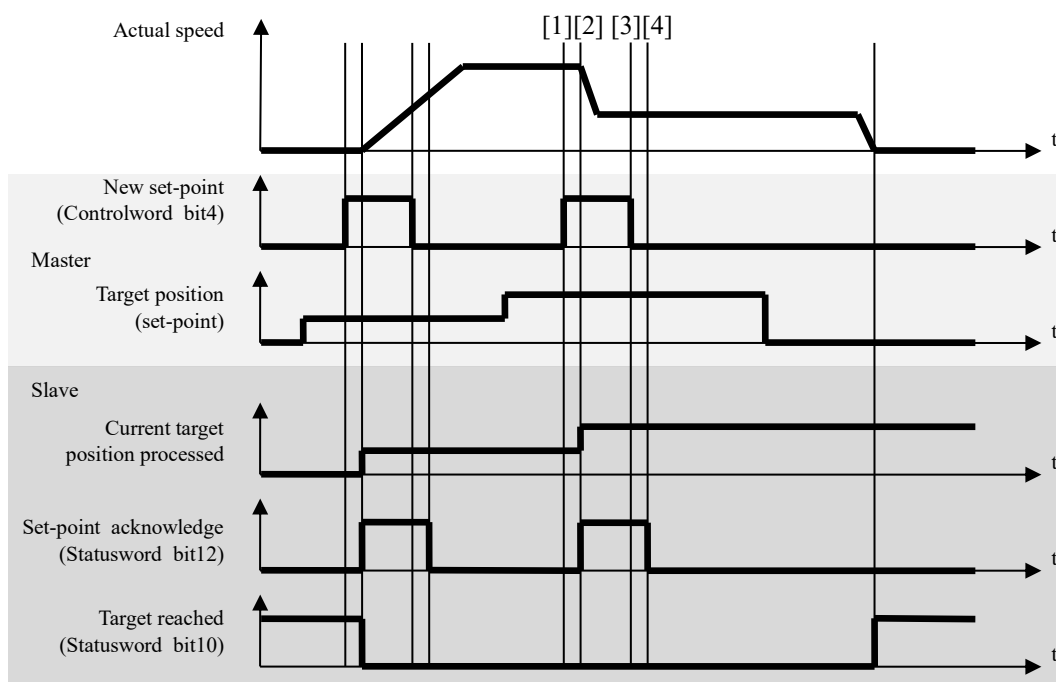 Actual speed
[1][2] [3][4]
t
New set-point
(Controlword bit4)
t
Master
Target position
(set-point)
t
Slave
Current target
position processed
t
Set-point acknowledge
(Statusword bit12)
t
Target reached
(Statusword bit10)
t